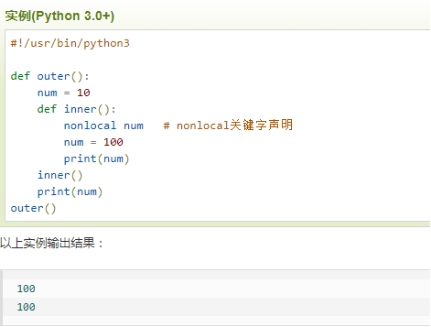 实例(Python 3.0+)
#!/usr/bin/python3
def outer():
    num = 10
    def inner():
        nonlocal num   # nonlocal关键字声明
        num = 100
        print(num)
    inner()
    print(num)
outer()
以上实例输出结果：
100
100